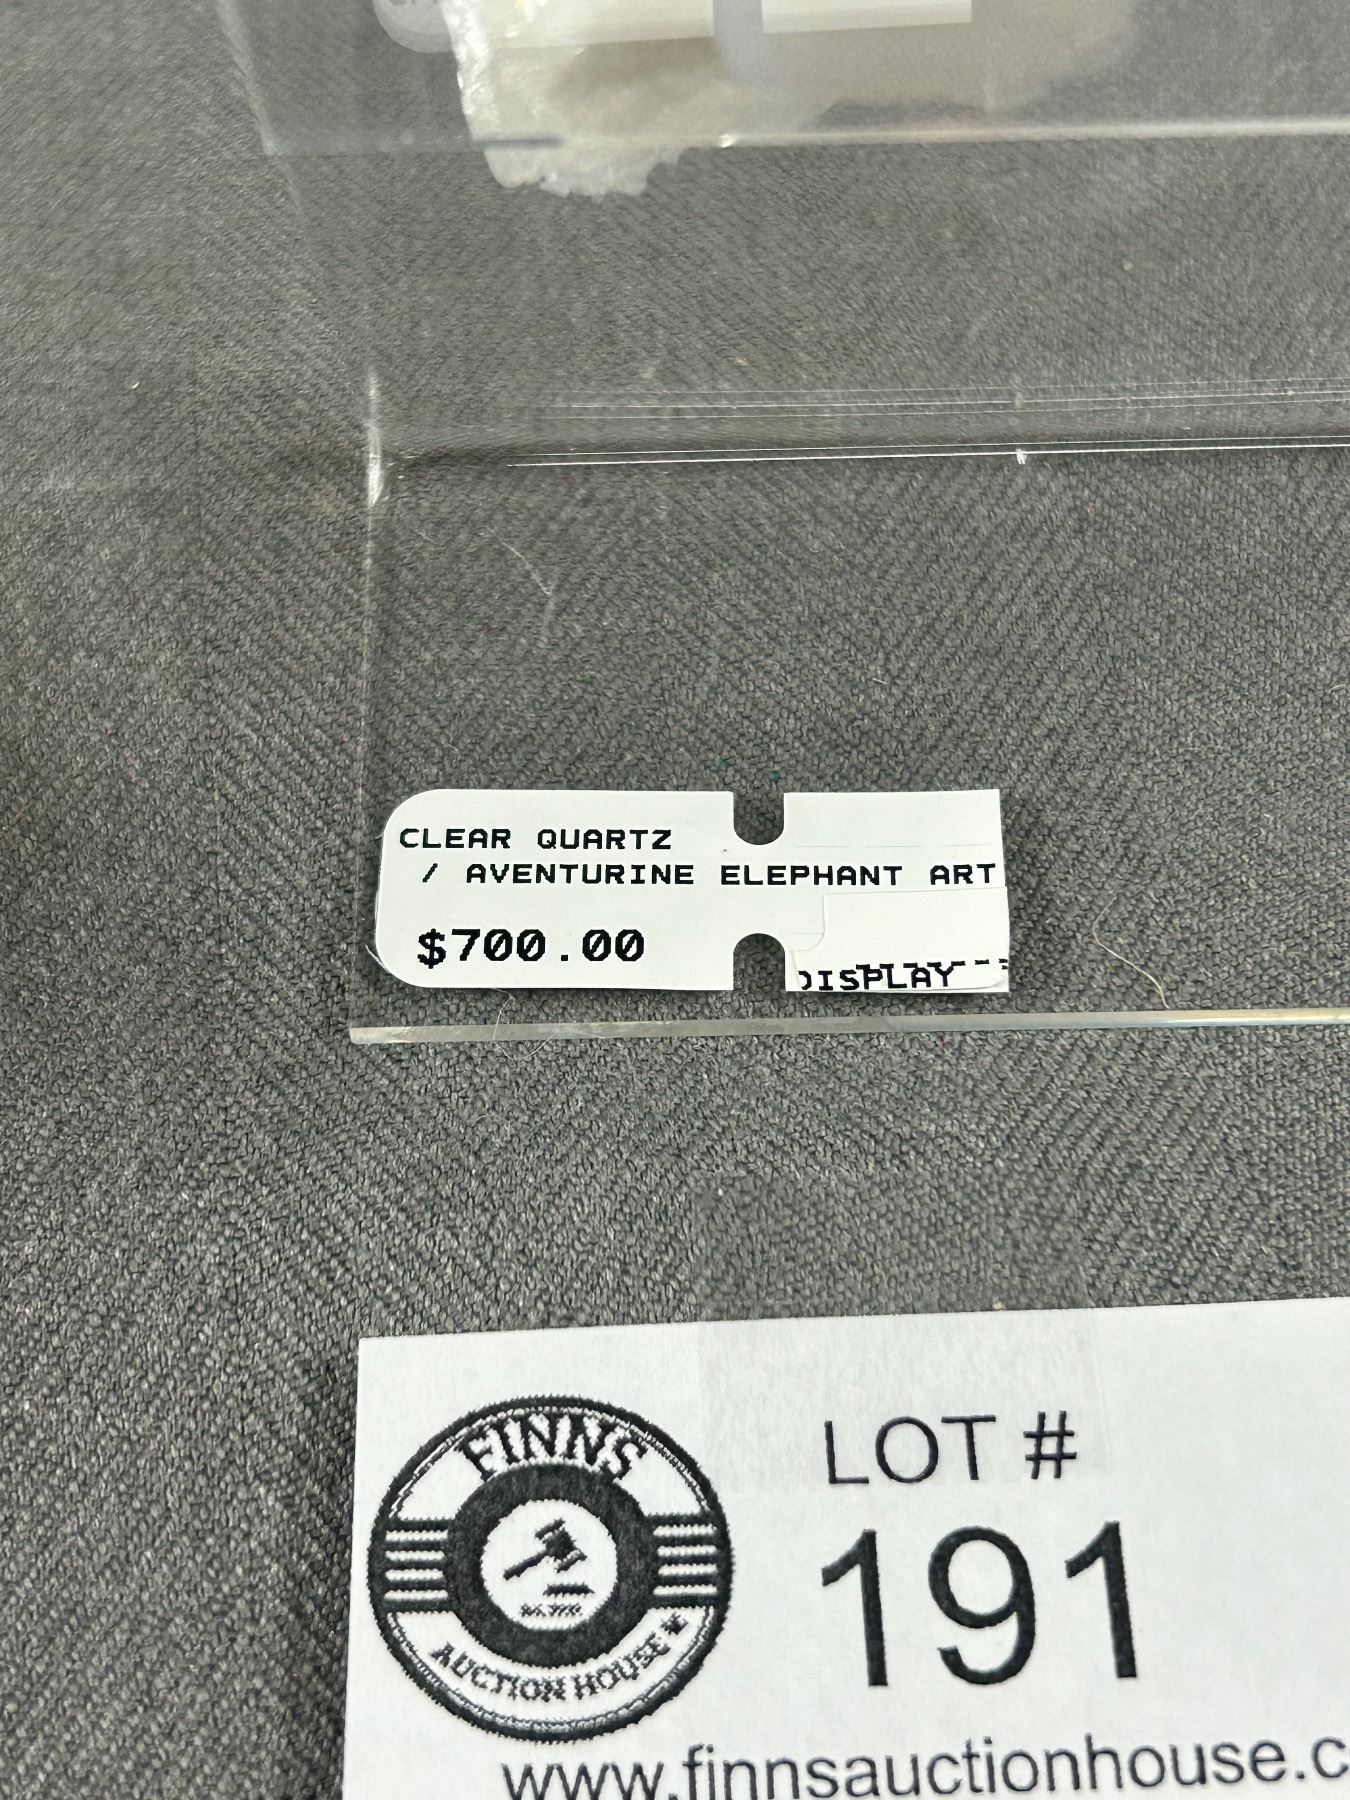 CLEAR QUARTZ
/ AVENTURINE ELEPHANT ART
$700.00
DISPLAY
FINNS
AUCTION HOUSE
LOT #
191
www.finnsauctionhouse.c